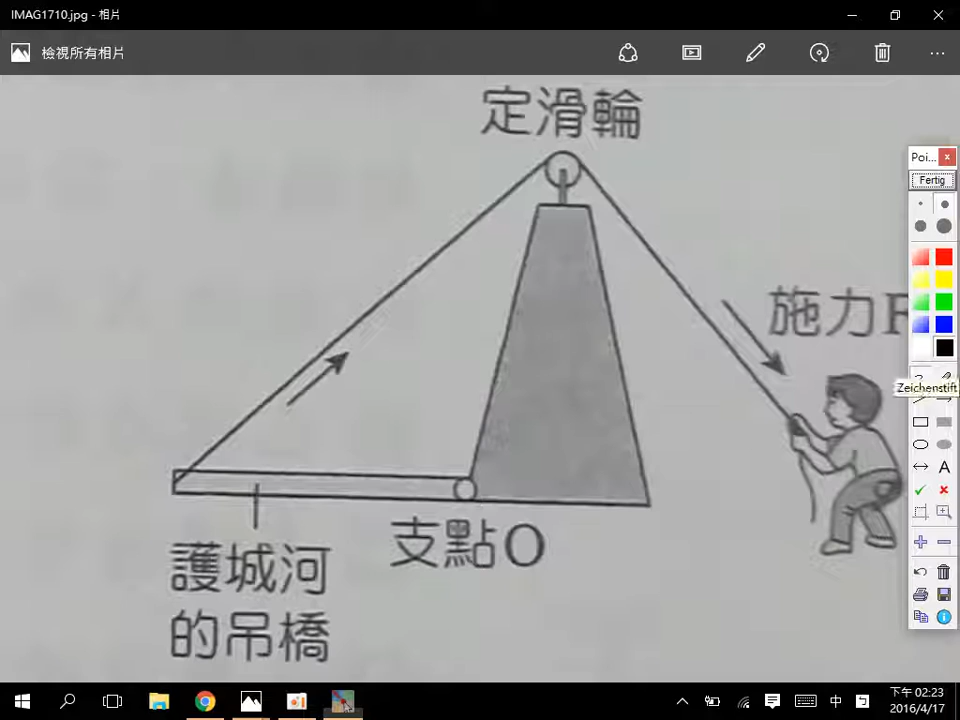 IMAG1710.jpg - 相片
檢視所有相片
定滑輪
Poi...
Fertig
施力F
Zeichenstift
A
支點O
護城河
的吊橋
中
下午 02:23
2016/4/17